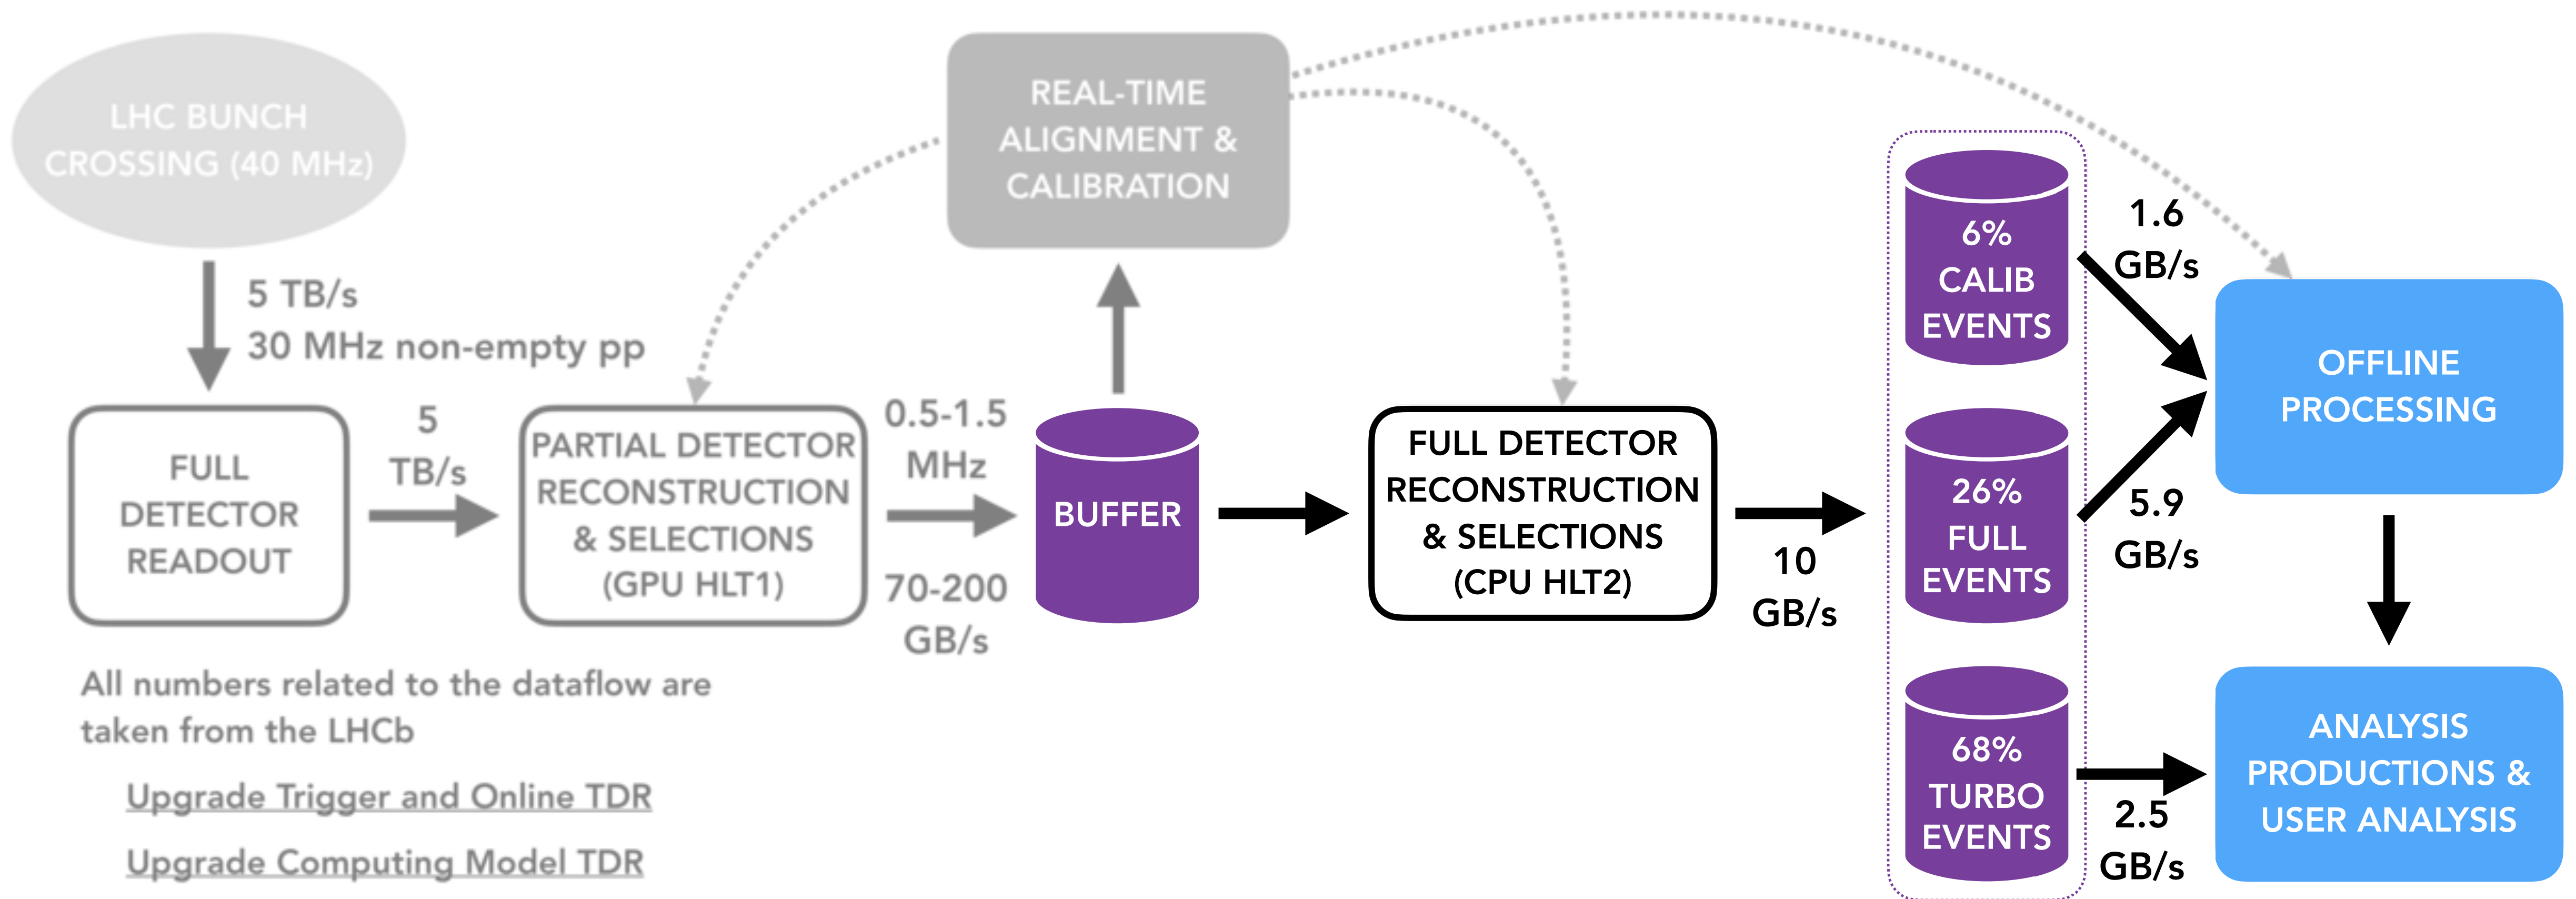 LHC BUNCH
CROSSING (40 MHz)
5 TB/s
30 MHz non-empty pp
FULL
DETECTOR
READOUT
5
TB/s
PARTIAL DETECTOR
RECONSTRUCTION
& SELECTIONS
(GPU HLT1)
0.5-1.5
MHz
70-200
GB/s
REAL-TIME
ALIGNMENT &
CALIBRATION
BUFFER
FULL DETECTOR
RECONSTRUCTION
& SELECTIONS
(CPU HLT2)
10
GB/s
6%
CALIB
EVENTS
1.6
GB/s
26%
FULL
EVENTS
5.9
GB/s
68%
TURBO
EVENTS
2.5
GB/s
OFFLINE
PROCESSING
ANALYSIS
PRODUCTIONS &
USER ANALYSIS
All numbers related to the dataflow are
taken from the LHCb
Upgrade Trigger and Online TDR
Upgrade Computing Model TDR